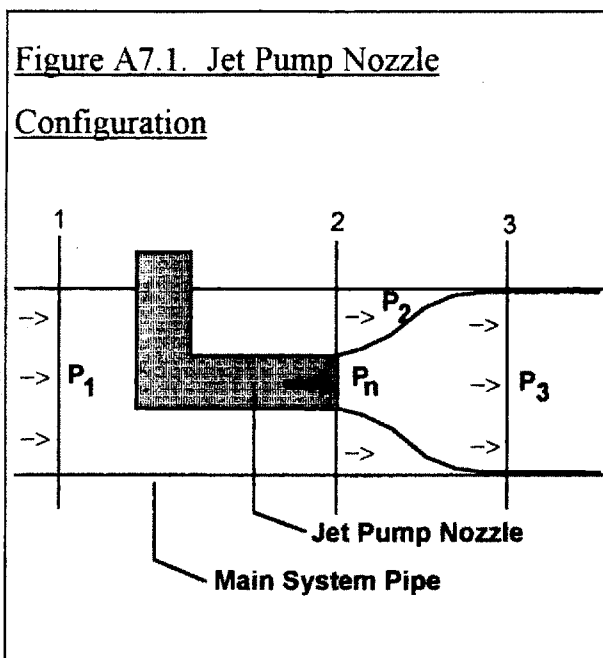 Figure A7.1. Jet Pump Nozzle
Configuration
1 2 3
-> -> P2
-> P1 -> Pn -> P3
-> -> ->
Jet Pump Nozzle
Main System Pipe